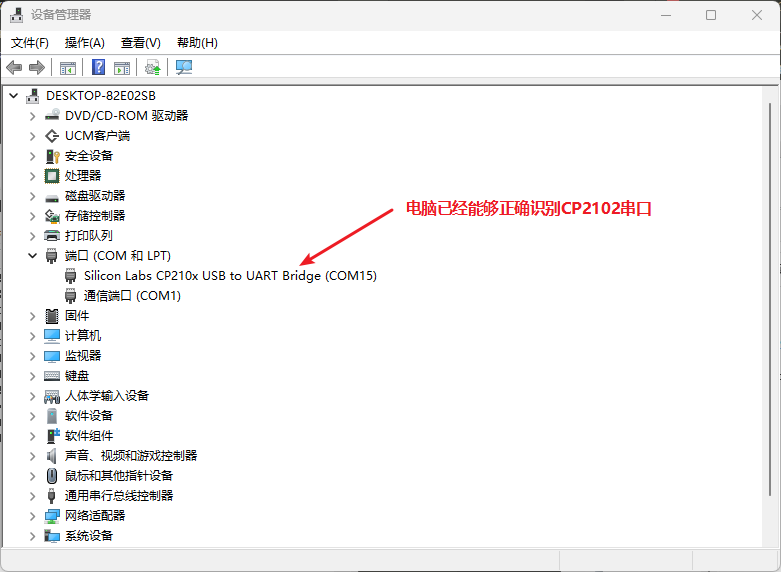 设备管理器
文件(F) 操作(A) 查看(V) 帮助(H)
DESKTOP-82E02SB
DVD/CD-ROM 驱动器
UCM客户端
安全设备
处理器
磁盘驱动器
电脑已经能够正确识别CP2102串口
存储控制器
打印队列
端口 (COM 和 LPT)
Silicon Labs CP210x USB to UART Bridge (COM15)
通信端口 (COM1)
固件
计算机
监视器
键盘
人体学输入设备
软件设备
软件组件
声音、视频和游戏控制器
鼠标和其他指针设备
通用串行总线控制器
网络适配器
系统设备